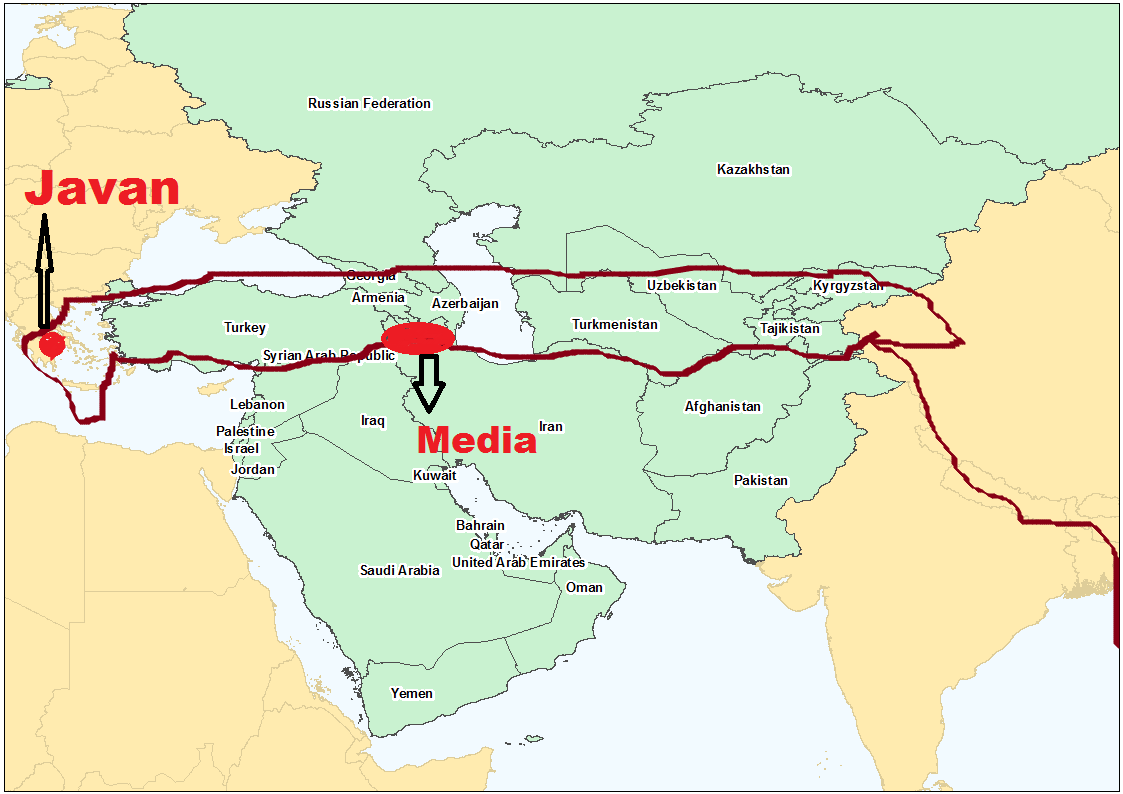 Russian Federation
Kazakhstan
Javan
Georgia
Uzbekistan
Kyrgyzstan
Armenia
Azerbaijan
Turkey
Turkmenistan
Tajikistan
Syrian Arab Republic
Lebanon
Afghanistan
Iraq
Iran
Palestine
Media
Israel
Jordan
Kuwait
Pakistan
Bahrain
Qatar
United Arab Emirates
Saudi Arabia
Oman
Yemen